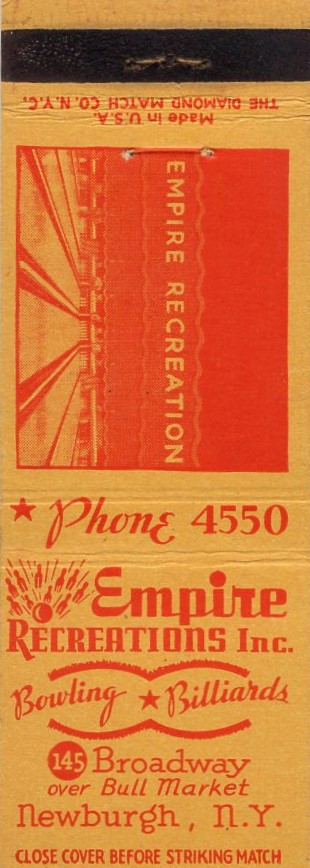 Made in U.S.A.
THE DIAMOND MATCH CO. N.Y.C.
EMPIRE RECREATION
Phone 4550
Empire
RECREATIONS Inc.
Bowling Billiards
145 Broadway
over Bull Market
Newburgh, N.Y.
CLOSE COVER BEFORE STRIKING MATCH